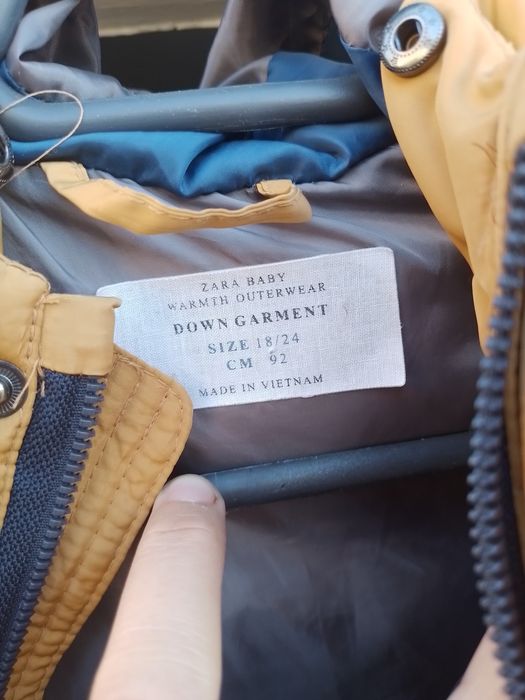 ZARA BABY
WARMTH OUTERWEAR
DOWN GARMENT
SIZE 18/24
CM 92
MADE IN VIETNAM